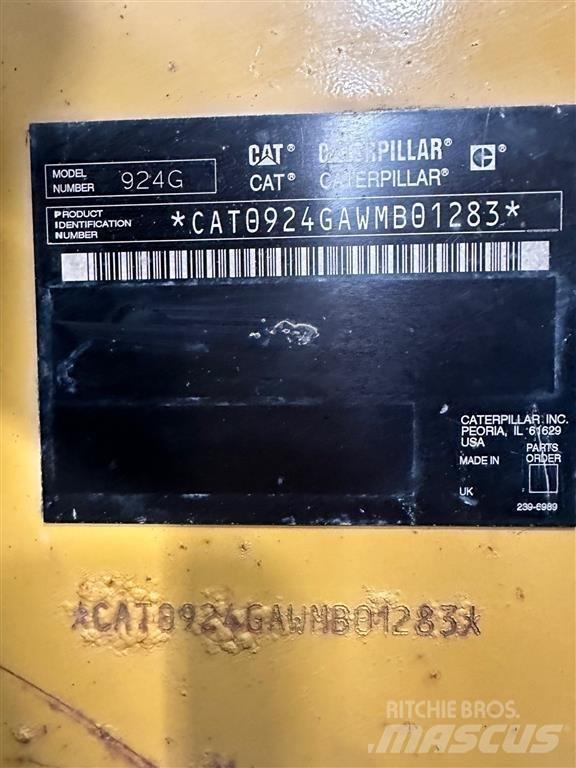 CAT® CATERPILLAR® C®
MODEL NUMBER 924G
CAT® CATERPILLAR®
PRODUCT IDENTIFICATION NUMBER *CAT0924GAWMB01283*
CATERPILLAR INC.
PEORIA, IL 61629
USA
MADE IN
PARTS ORDER
UK
239-6989
*CAT0924GAWMB01283*
RITCHIE BROS.
MASCUS